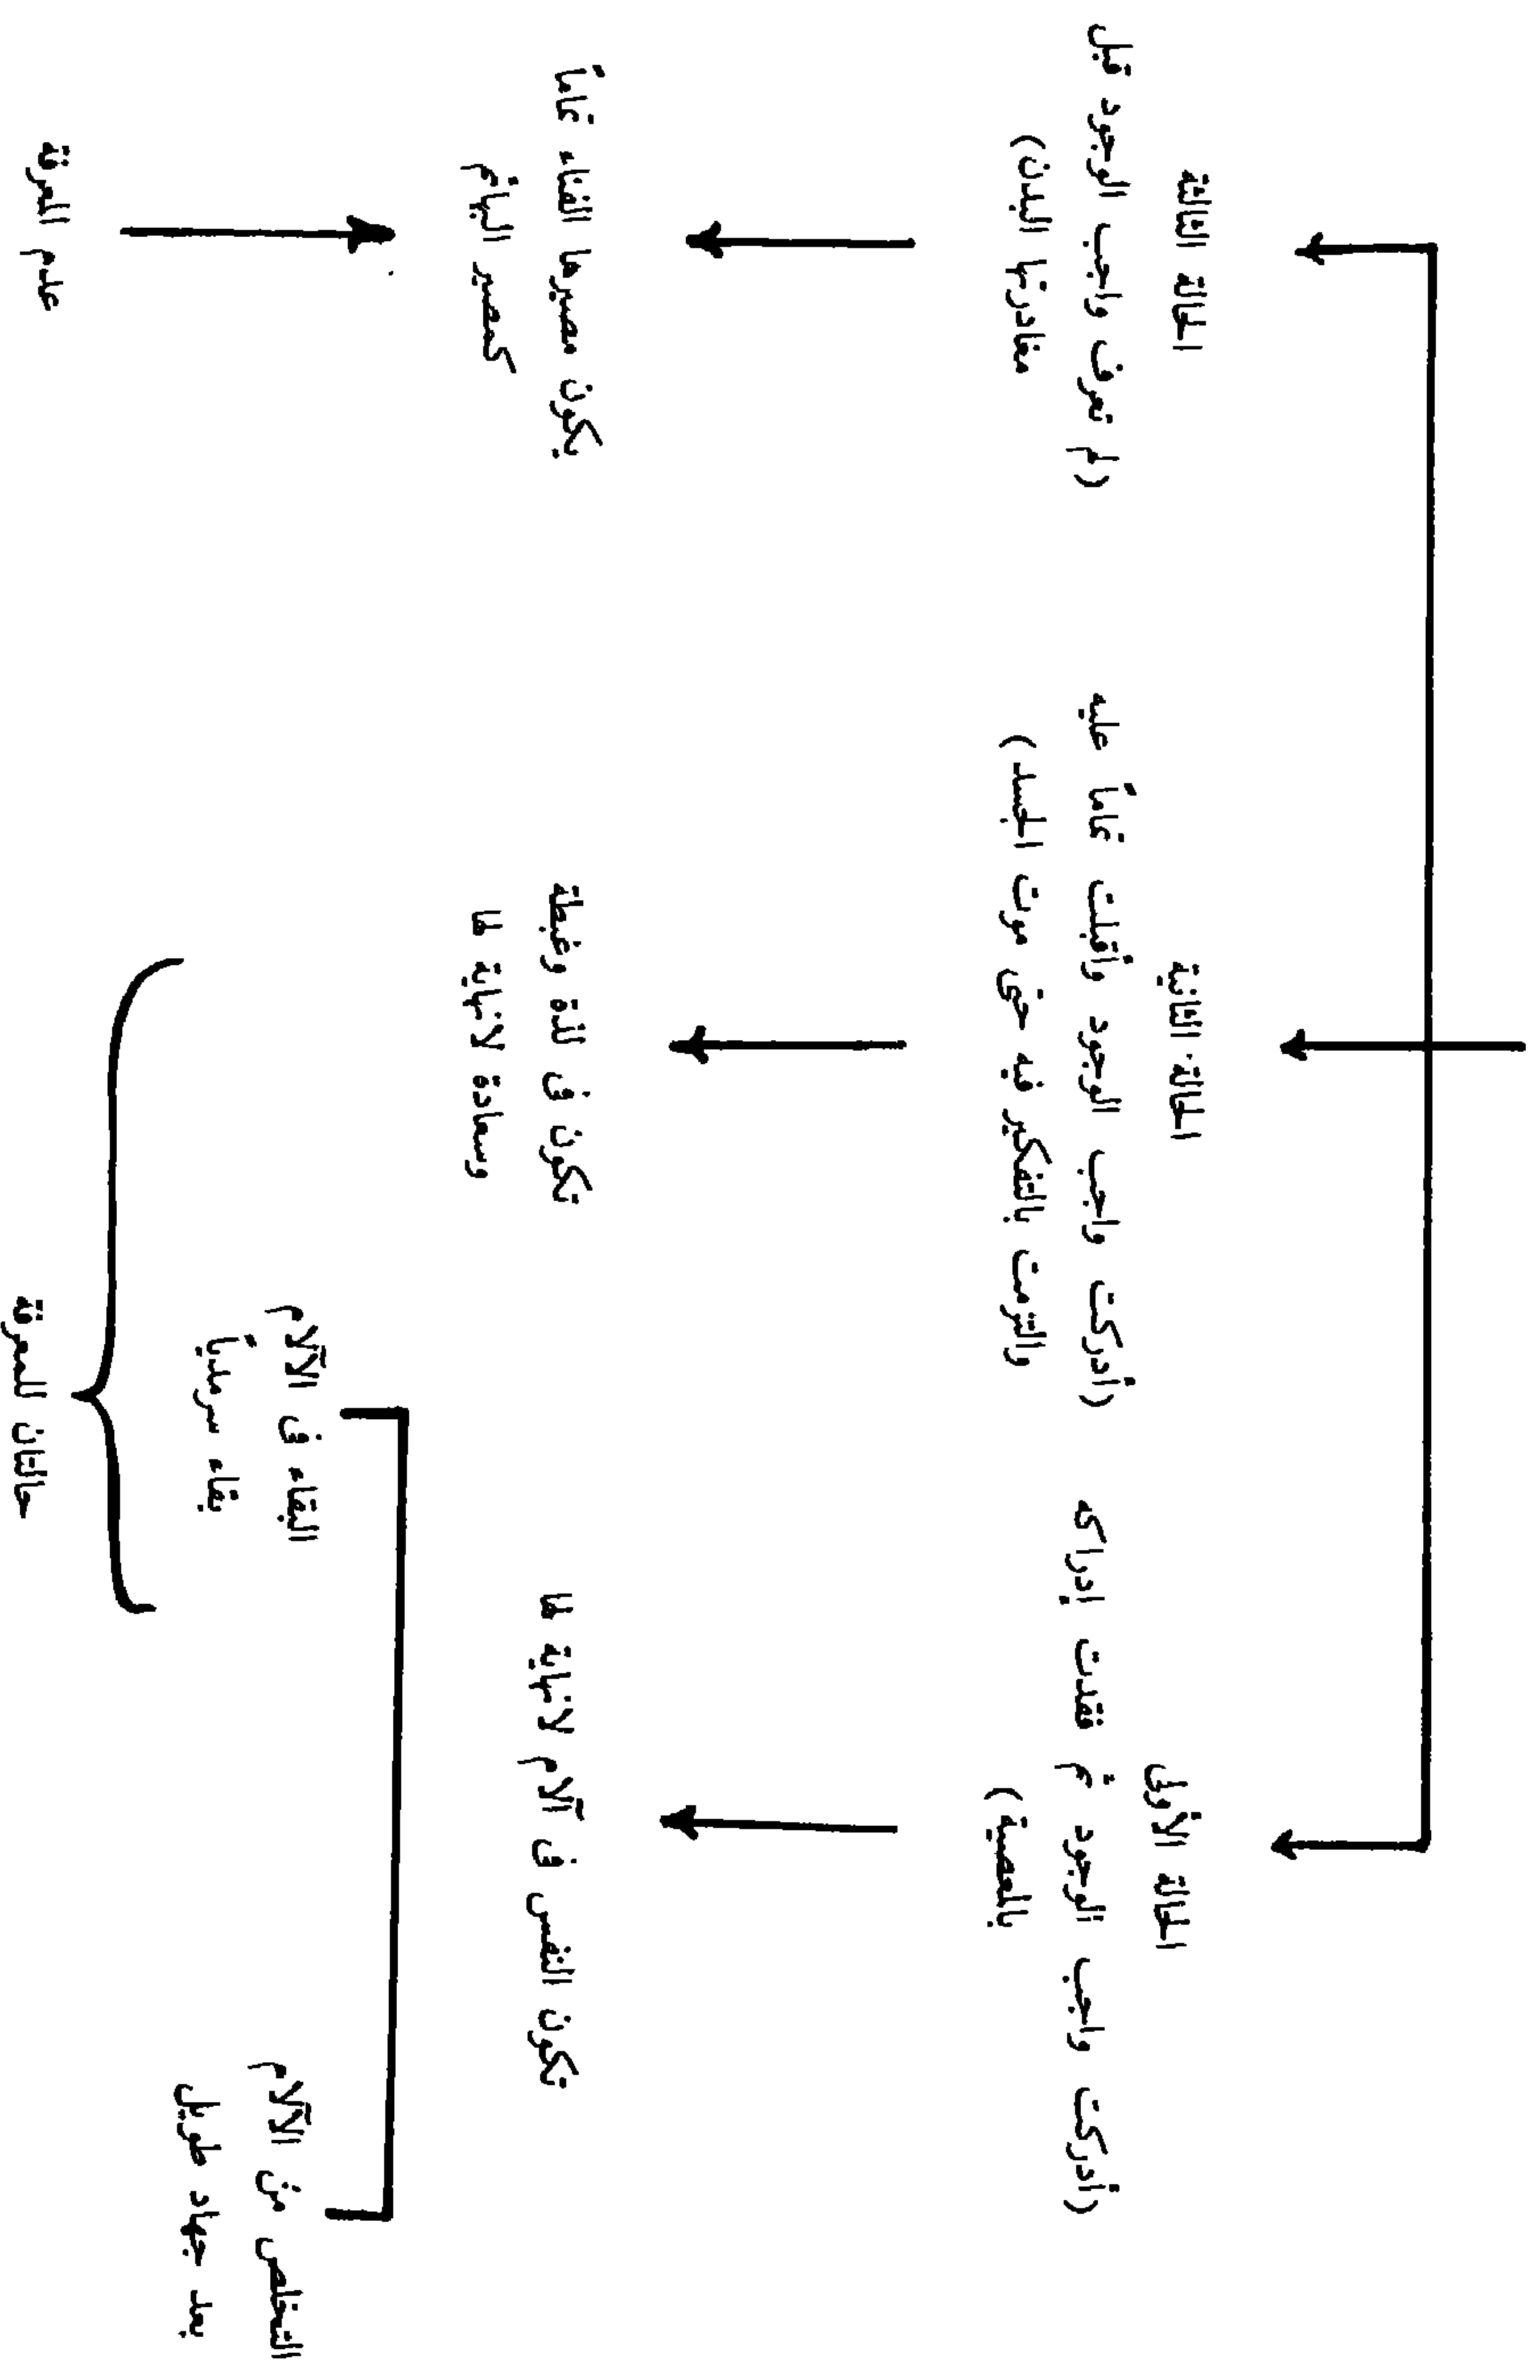 الحالة الأولى
(أدركت واجب الوجود ثم فقدت إدراكه
بالمعصية)
تكون النفس فى آلام لا نهاية لها
التخلص من الآلام
بعد جهاد طويل
البقاء فى الآلام
بقاء سرمدياً
الحالة الثانية
(أدركت واجب الوجود وأقبلت تماماً عليه
والتزمت بالتفكير فيه حتى موت الجسد)
تكون فى لذة وغبطة
وسعادة لا نهاية لها
حالتان للمعرفة
الحالة الثالثة
(لم تعرف واجب الوجود قبل
مغادرتها البدن)
يكون مصيرها الفناء تماماً
كمصير البهائم
عدم المعرفة